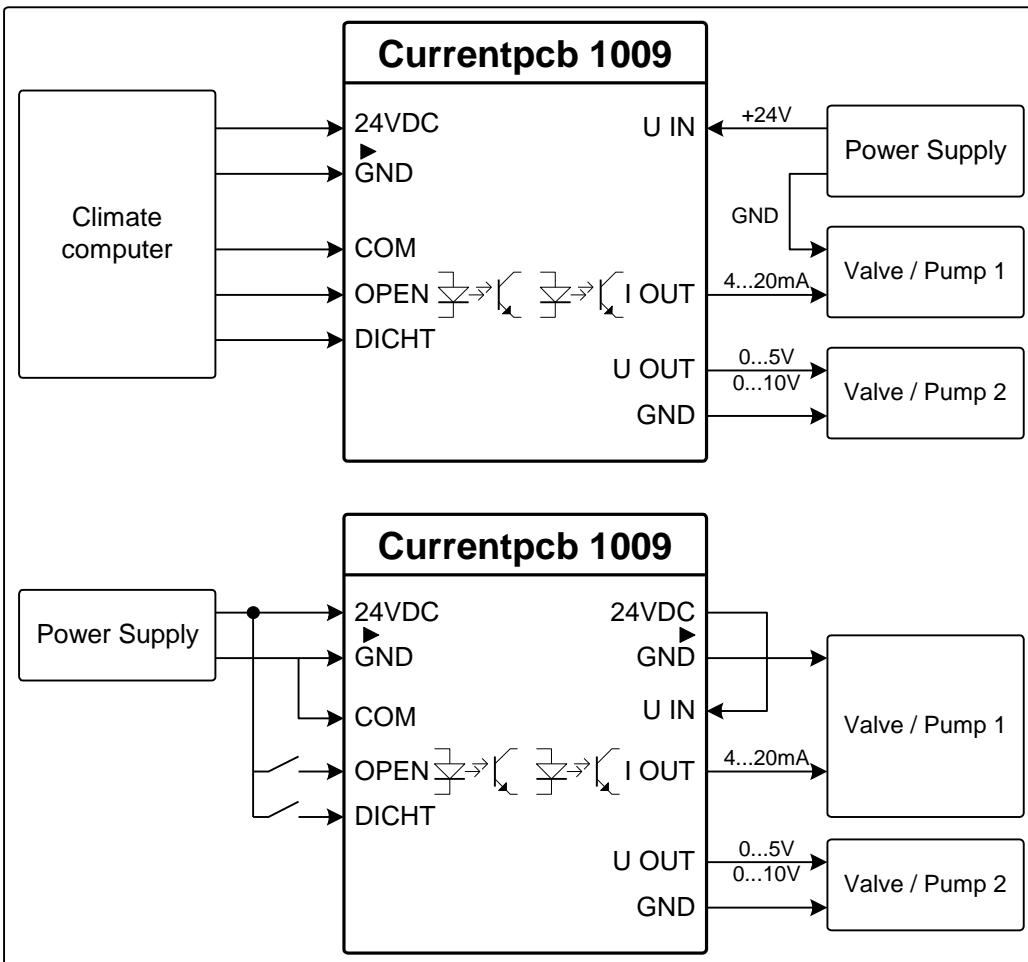 Currentpcb 1009
Climate
computer
24VDC
GND
COM
OPEN
DICHT
U IN
I OUT
U OUT
GND
+24V
GND
4...20mA
0...5V
0...10V
Power Supply
Valve / Pump 1
Valve / Pump 2
Currentpcb 1009
Power Supply
24VDC
GND
COM
OPEN
DICHT
24VDC
GND
U IN
I OUT
U OUT
GND
4...20mA
0...5V
0...10V
Valve / Pump 1
Valve / Pump 2